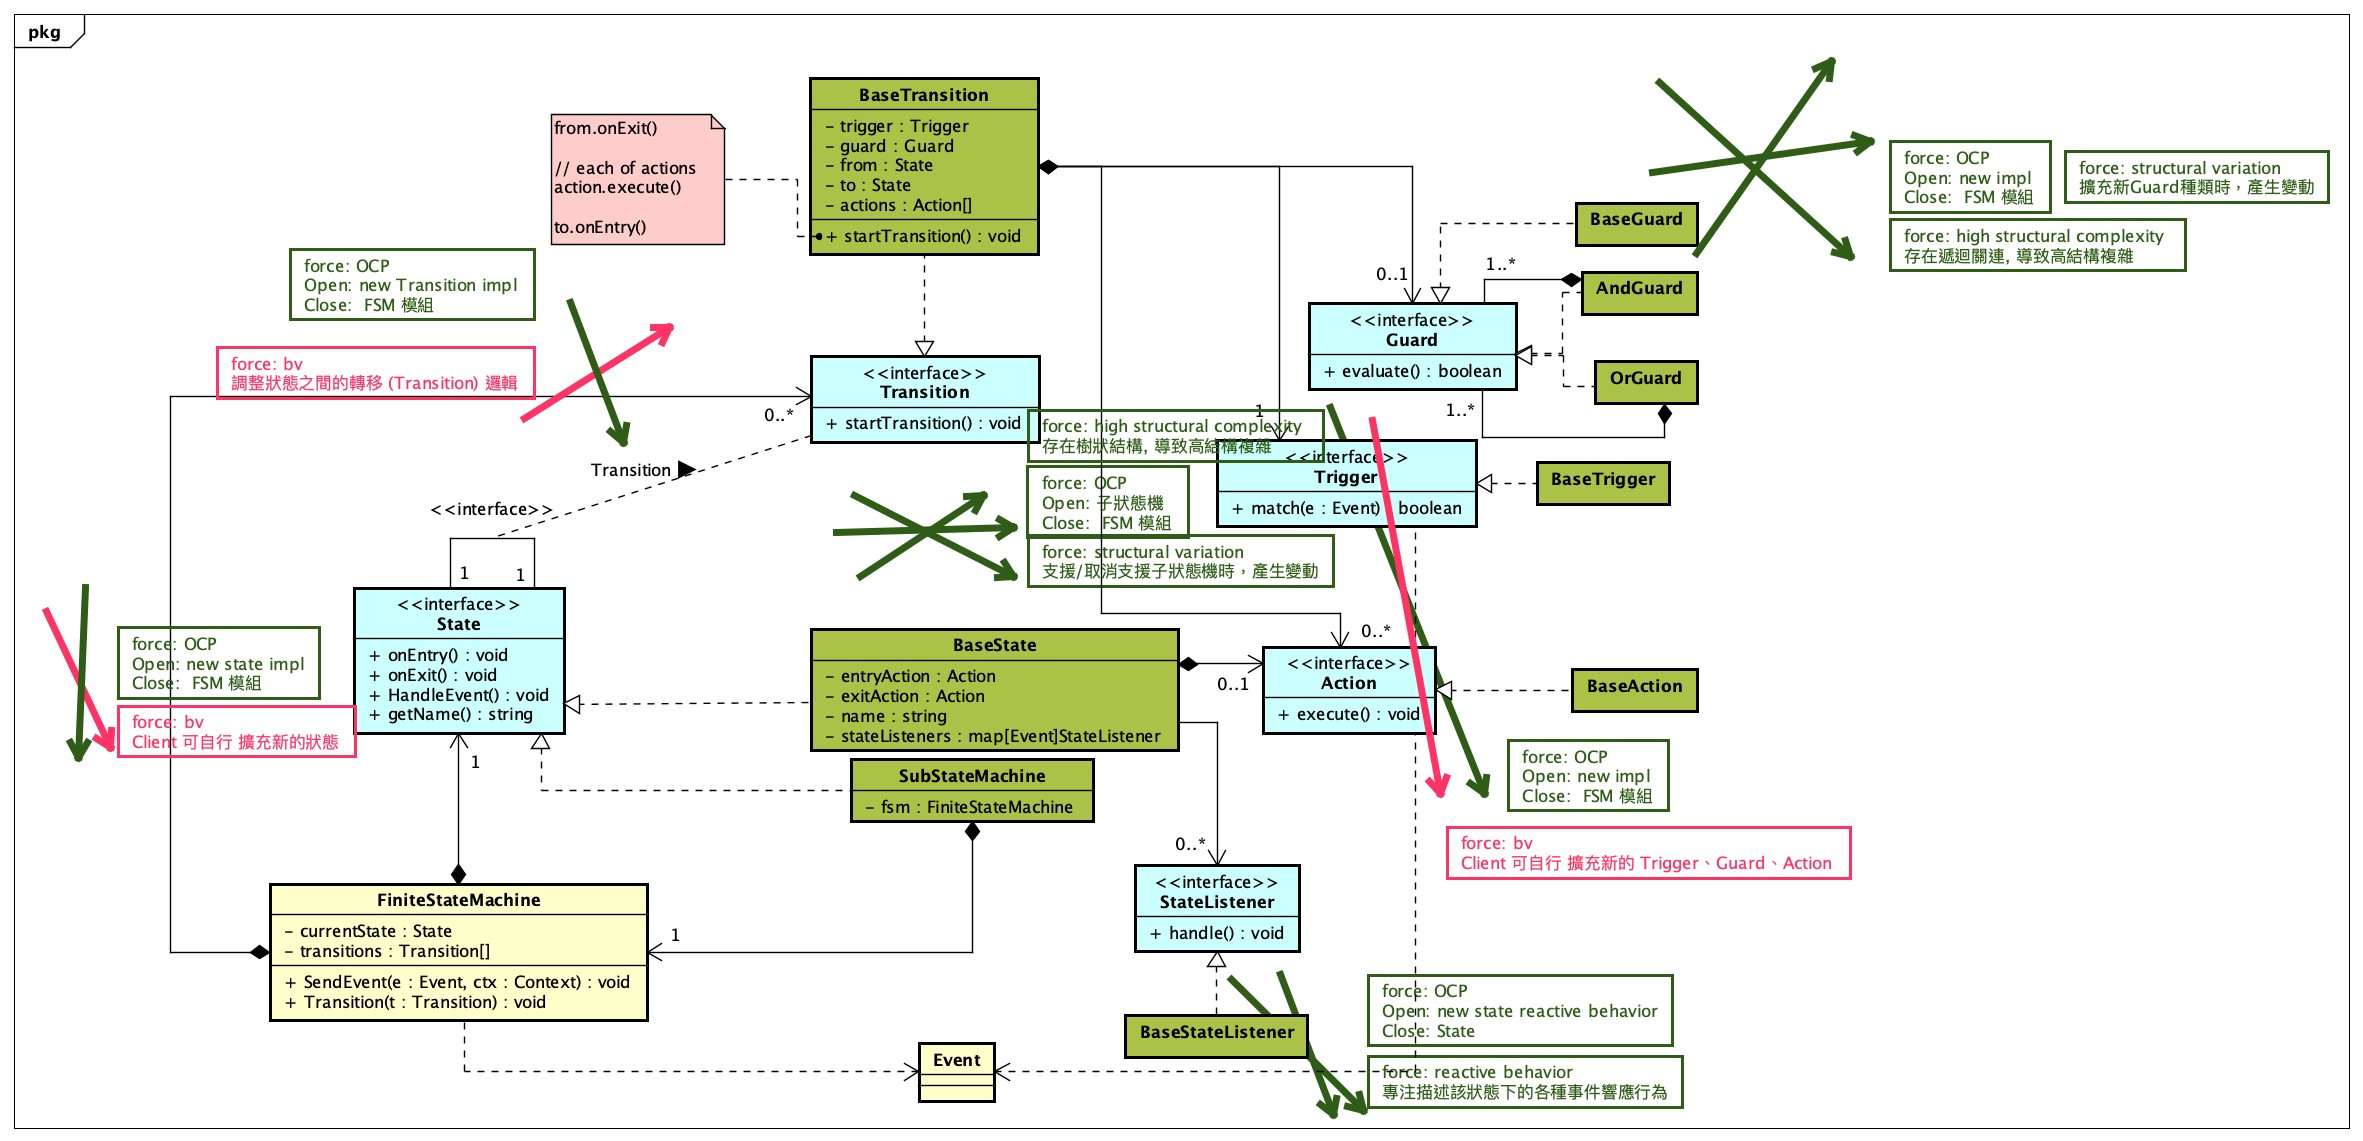 pkg
BaseTransition
- trigger : Trigger
- guard : Guard
- from : State
- to : State
- actions : Action[]
+ startTransition() : void
from.onExit()
// each of actions
action.execute()
to.onEntry()
force: OCP
Open: new Transition impl
Close:  FSM 模組
force: bv
調整狀態之間的轉移 (Transition) 邏輯
<<interface>>
Transition
+ startTransition() : void
0..*
Transition
<<interface>>
1
1
<<interface>>
State
+ onEntry() : void
+ onExit() : void
+ HandleEvent() : void
+ getName() : string
force: OCP
Open: new state impl
Close:  FSM 模組
force: bv
Client 可自行 擴充新的狀態
1
FiniteStateMachine
- currentState : State
- transitions : Transition[]
+ SendEvent(e : Event, ctx : Context) : void
+ Transition(t : Transition) : void
1
Event
force: high structural complexity
存在樹狀結構, 導致高結構複雜
force: OCP
Open: 子狀態機
Close:  FSM 模組
force: structural variation
支援/取消支援子狀態機時，產生變動
BaseState
- entryAction : Action
- exitAction : Action
- name : string
- stateListeners : map[Event]StateListener
SubStateMachine
- fsm : FiniteStateMachine
0..1
0..*
<<interface>>
StateListener
+ handle() : void
BaseStateListener
force: OCP
Open: new state reactive behavior
Close: State
force: reactive behavior
專注描述該狀態下的各種事件響應行為
0..*
<<interface>>
Action
+ execute() : void
BaseAction
force: OCP
Open: new impl
Close:  FSM 模組
force: bv
Client 可自行 擴充新的 Trigger、Guard、Action
1
<<interface>>
Trigger
+ match(e : Event) : boolean
BaseTrigger
0..1
1..*
<<interface>>
Guard
+ evaluate() : boolean
1..*
BaseGuard
AndGuard
OrGuard
force: OCP
Open: new impl
Close:  FSM 模組
force: structural variation
擴充新Guard種類時，產生變動
force: high structural complexity
存在遞迴關連, 導致高結構複雜